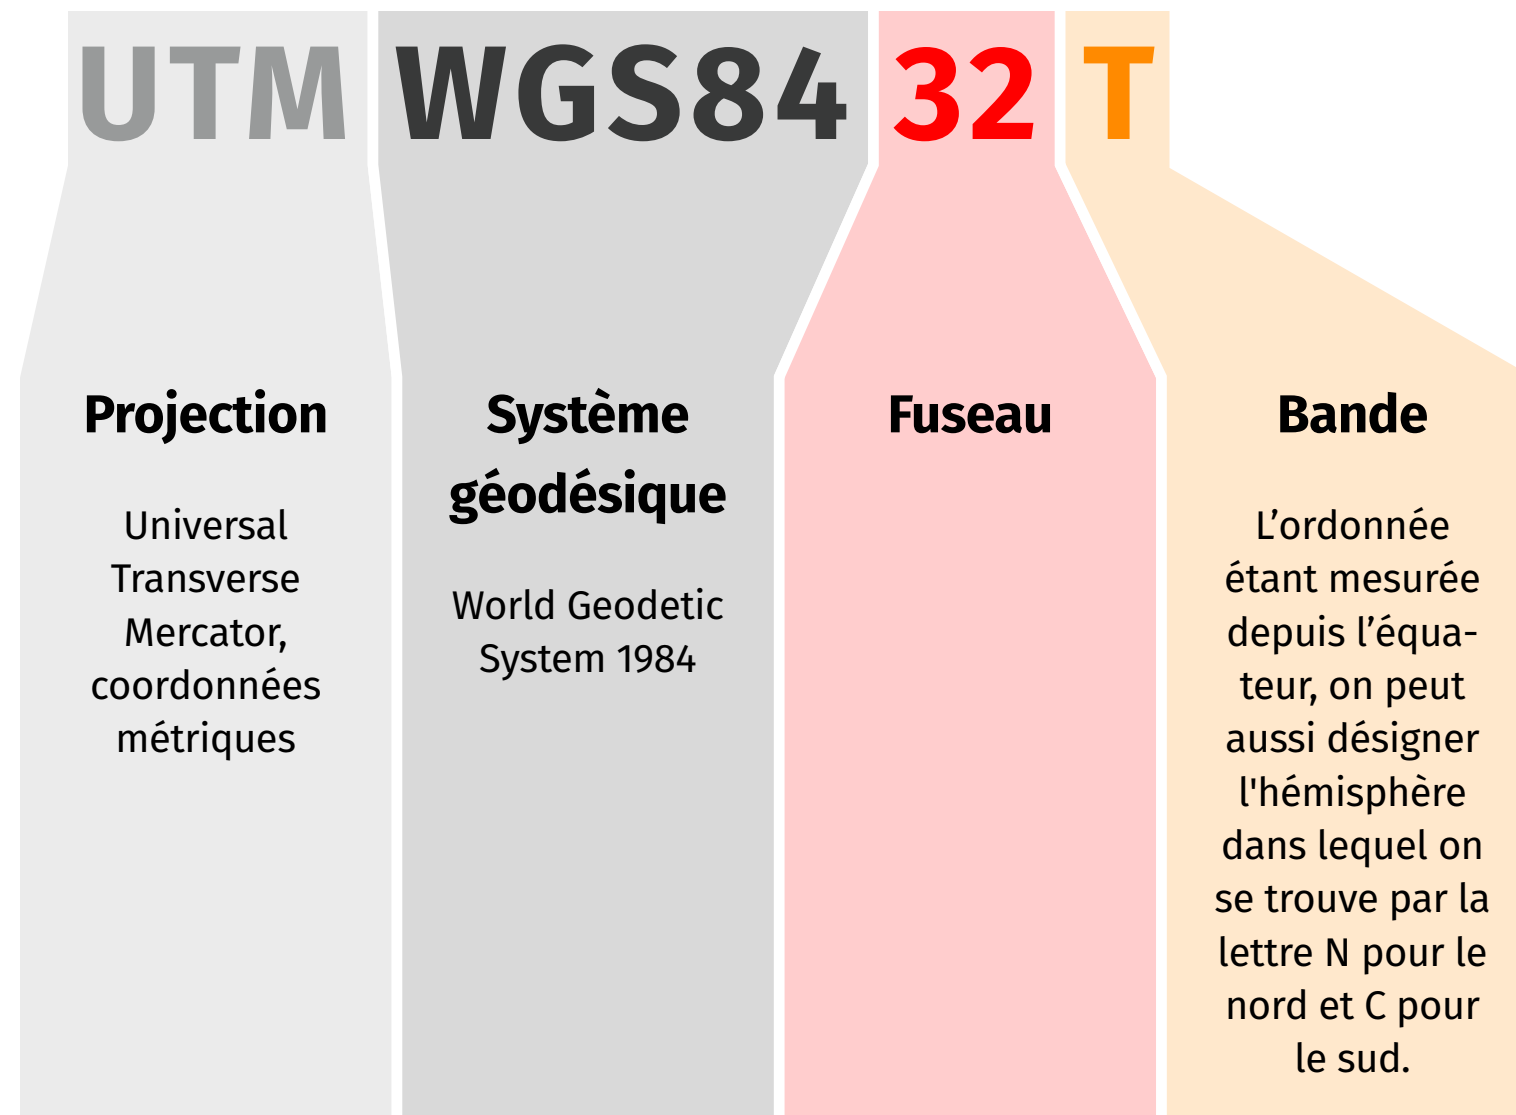 UTM WGS84 32 T
Projection
Universal
Transverse
Mercator,
coordonnées
métriques
Système
géodésique
World Geodetic
System 1984
Fuseau
Bande
L’ordonnée
étant mesurée
depuis l’équa-
teur, on peut
aussi désigner
l'hémisphère
dans lequel on
se trouve par la
lettre N pour le
nord et C pour
le sud.